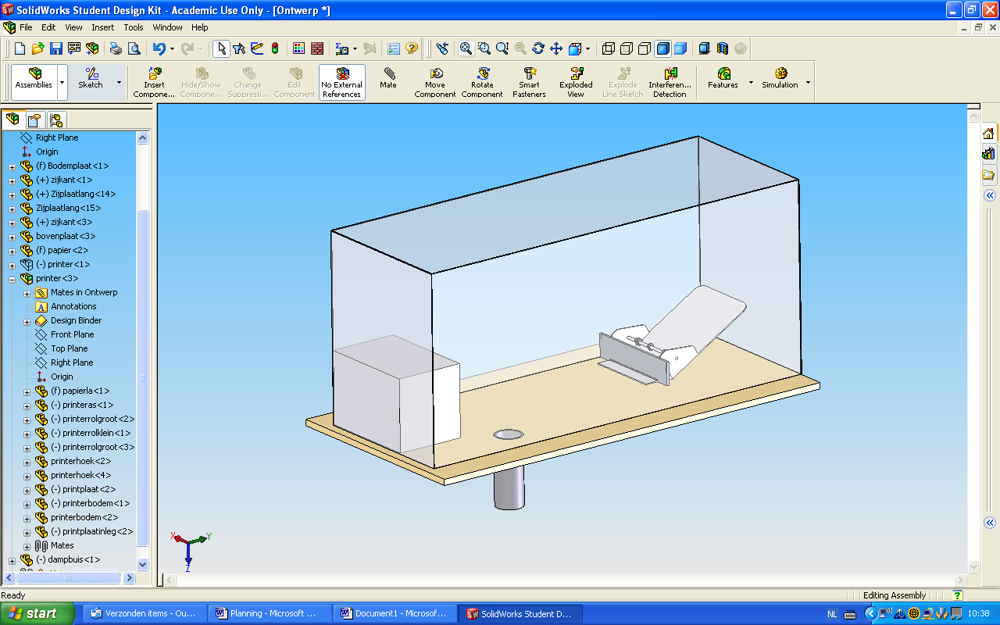 SolidWorks Student Design Kit - Academic Use Only - [Ontwerp *]
File Edit View Insert Tools Window Help
Assemblies
Sketch
Insert Compone...
Hide/Show Compone...
Change Suppressi...
Edit Component
No External References
Mate
Move Component
Rotate Component
Smart Fasteners
Exploded View
Explode Line Sketch
Interferen... Detection
Features
Simulation
Right Plane
Origin
(f) Bodemplaat<1>
(+) zijkant<1>
(+) Zijplaatlang<14>
Zijplaatlang<15>
(+) zijkant<3>
bovenplaat<3>
(f) papier<2>
(-) printer<1>
printer<3>
Mates in Ontwerp
Annotations
Design Binder
Front Plane
Top Plane
Right Plane
Origin
(f) papierla<1>
(-) printeras<1>
(-) printerrolgroot<2>
(-) printerrolklein<1>
(-) printerrolgroot<3>
printerhoek<2>
printerhoek<4>
(-) printplaat<2>
(-) printerbodem<1>
printerbodem<2>
(-) printplaatinleg<2>
Mates
(-) dampbuis<1>
X Y
Z
Ready
Editing Assembly
start
Verzonden items - Ou...
Planning - Microsoft ...
Document1 - Microsof...
SolidWorks Student D...
NL
10:38